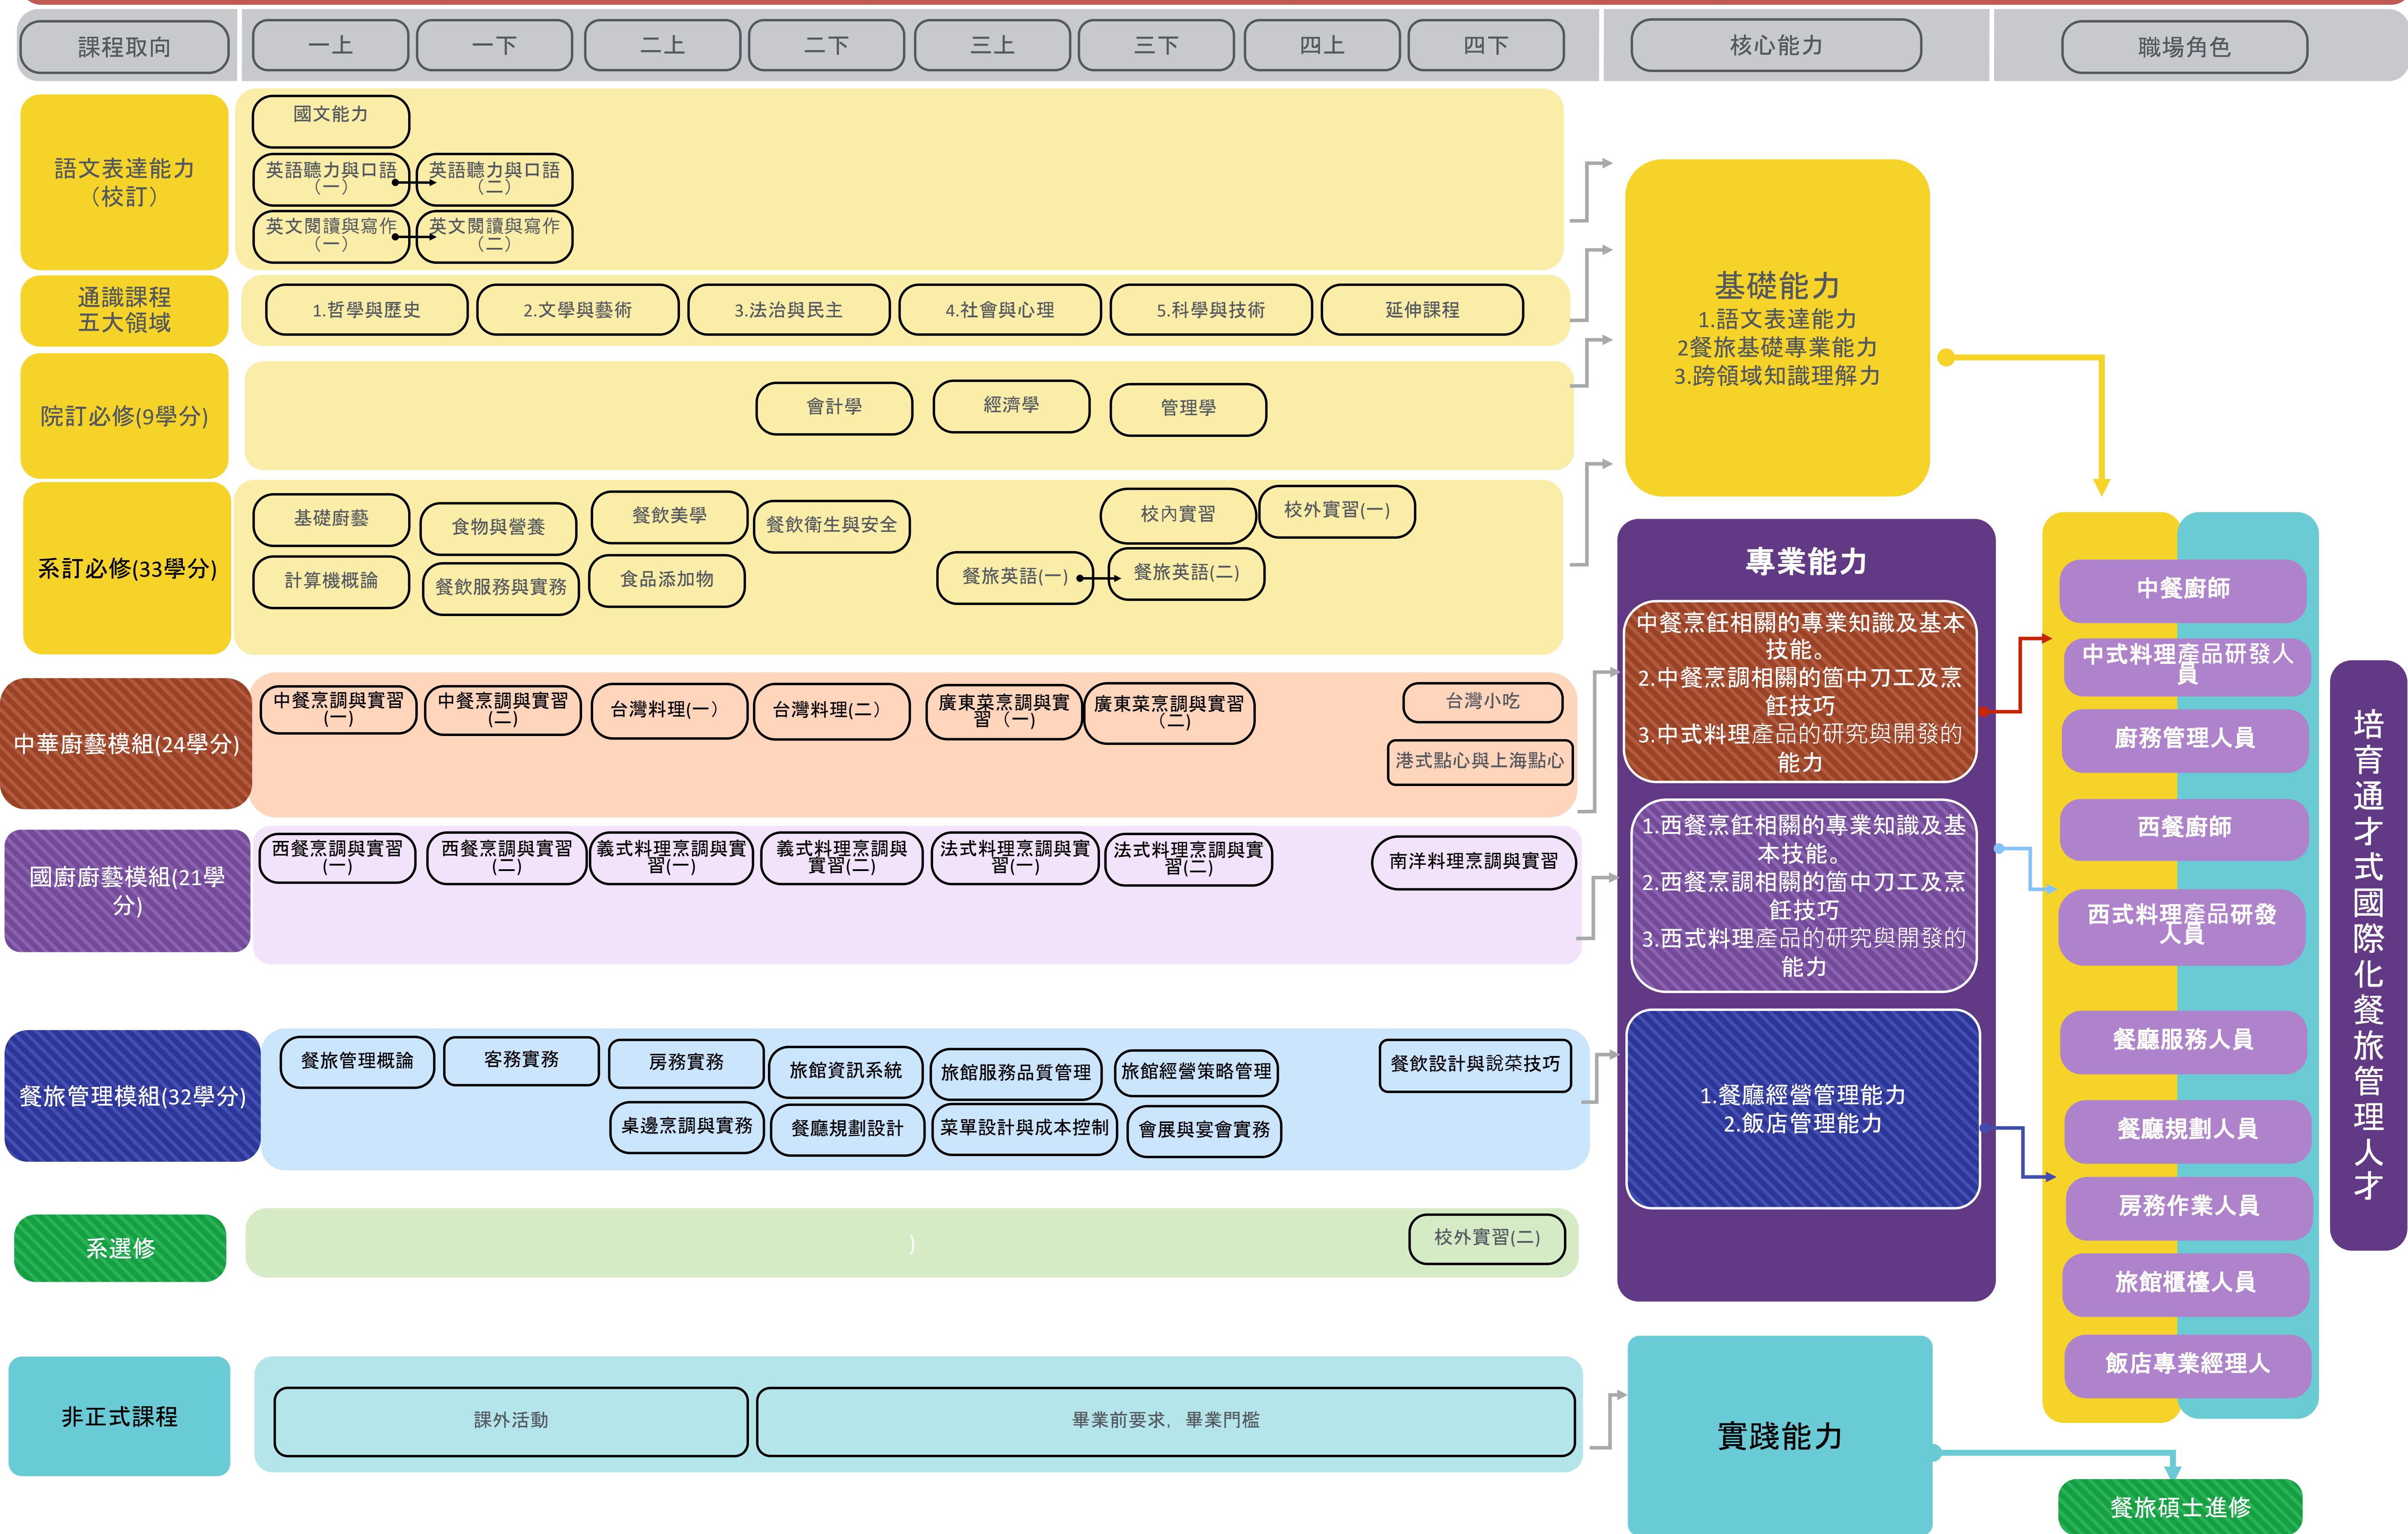 課程取向
一上
一下
二上
二下
三上
三下
四上
四下
核心能力
職場角色
語文表達能力
（校訂）
國文能力
英語聽力與口語
（一）
英語聽力與口語
（二）
英文閱讀與寫作
（一）
英文閱讀與寫作
（二）
通識課程
五大領域
1.哲學與歷史
2.文學與藝術
3.法治與民主
4.社會與心理
5.科學與技術
延伸課程
院訂必修(9學分)
會計學
經濟學
管理學
系訂必修(33學分)
基礎廚藝
食物與營養
餐飲美學
餐飲衛生與安全
校內實習
校外實習(一)
計算機概論
餐飲服務與實務
食品添加物
餐旅英語(一)
餐旅英語(二)
中華廚藝模組(24學分)
中餐烹調與實習
(一)
中餐烹調與實習
(二)
台灣料理(一）
台灣料理(二）
廣東菜烹調與實
習（一)
廣東菜烹調與實習
（二)
台灣小吃
港式點心與上海點心
國廚廚藝模組(21學
分)
西餐烹調與實習
(一)
西餐烹調與實習
(二)
義式料理烹調與實
習(一)
義式料理烹調與
實習(二)
法式料理烹調與實
習(一)
法式料理烹調與實
習(二)
南洋料理烹調與實習
餐旅管理模組(32學分)
餐旅管理概論
客務實務
房務實務
旅館資訊系統
旅館服務品質管理
旅館經營策略管理
餐飲設計與說菜技巧
桌邊烹調與實務
餐廳規劃設計
菜單設計與成本控制
會展與宴會實務
系選修
)
校外實習(二)
非正式課程
課外活動
畢業前要求，畢業門檻
基礎能力
1.語文表達能力
2餐旅基礎專業能力
3.跨領域知識理解力
專業能力
中餐烹飪相關的專業知識及基本
技能。
2.中餐烹調相關的箇中刀工及烹
飪技巧
3.中式料理產品的研究與開發的
能力
1.西餐烹飪相關的專業知識及基
本技能。
2.西餐烹調相關的箇中刀工及烹
飪技巧
3.西式料理產品的研究與開發的
能力
1.餐廳經營管理能力
2.飯店管理能力
實踐能力
中餐廚師
中式料理產品研發人
員
廚務管理人員
西餐廚師
西式料理產品研發
人員
餐廳服務人員
餐廳規劃人員
房務作業人員
旅館櫃檯人員
飯店專業經理人
餐旅碩士進修
培育通才式國際化餐旅管理人才